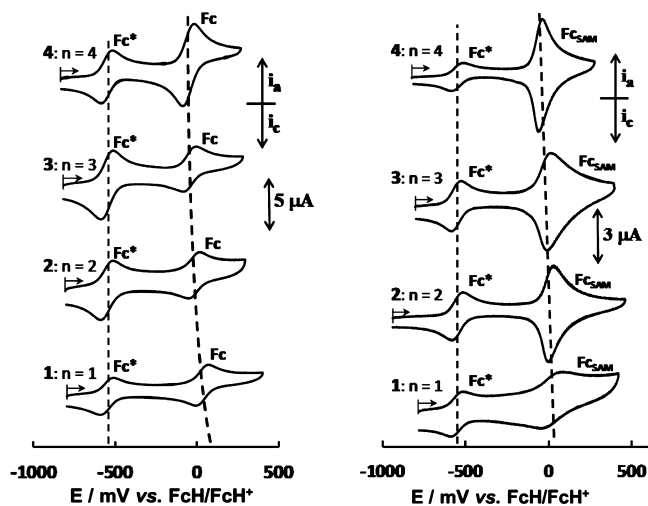 Fc
4: n = 4
Fc*
i_a
i_c
Fc*
Fc
3: n = 3
5 μA
Fc
2: n = 2
Fc*
Fc
1: n = 1
Fc*
-1000
-500
0
500
E / mV vs. FcH/FcH⁺
Fc_SAM
4: n = 4
Fc*
i_a
i_c
3: n = 3
Fc*
Fc_SAM
3 μA
2: n = 2
Fc*
Fc_SAM
1: n = 1
Fc*
Fc_SAM
-1000
-500
0
500
E / mV vs. FcH/FcH⁺